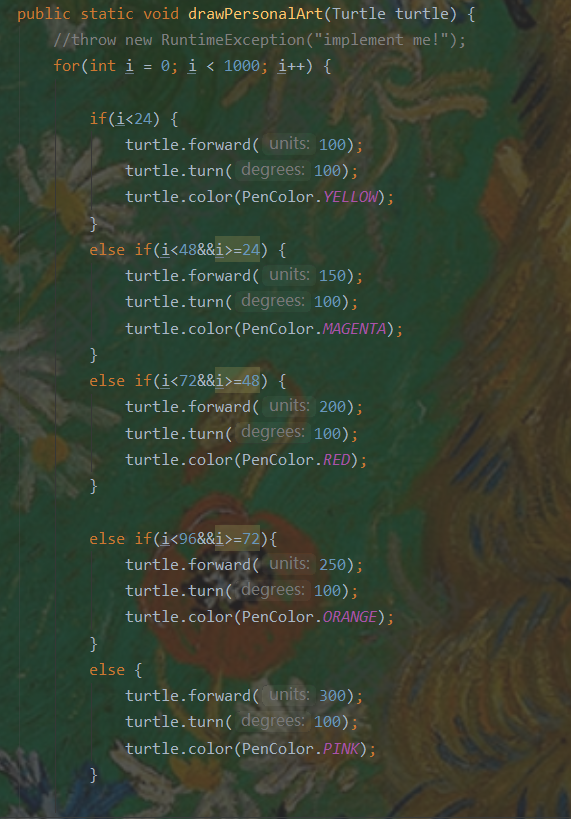 public static void drawPersonalArt(Turtle turtle) {
//throw new RuntimeException("implement me!");
for(int i = 0; i < 1000; i++) {
if(i<24) {
turtle.forward( units: 100);
turtle.turn( degrees: 100);
turtle.color(PenColor.YELLOW);
}
else if(i<48&&i>=24) {
turtle.forward( units: 150);
turtle.turn( degrees: 100);
turtle.color(PenColor.MAGENTA);
}
else if(i<72&&i>=48) {
turtle.forward( units: 200);
turtle.turn( degrees: 100);
turtle.color(PenColor.RED);
}
else if(i<96&&i>=72){
turtle.forward( units: 250);
turtle.turn( degrees: 100);
turtle.color(PenColor.ORANGE);
}
else {
turtle.forward( units: 300);
turtle.turn( degrees: 100);
turtle.color(PenColor.PINK);
}